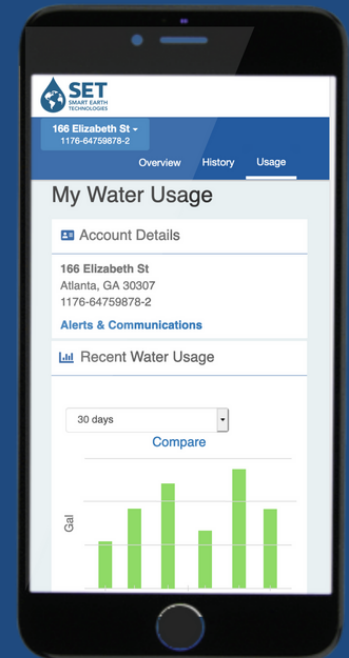 SET
SMART EARTH
TECHNOLOGIES
166 Elizabeth St
1176-64759878-2
Overview History Usage
My Water Usage
Account Details
166 Elizabeth St
Atlanta, GA 30307
1176-64759878-2
Alerts & Communications
Recent Water Usage
30 days
Compare
Gal